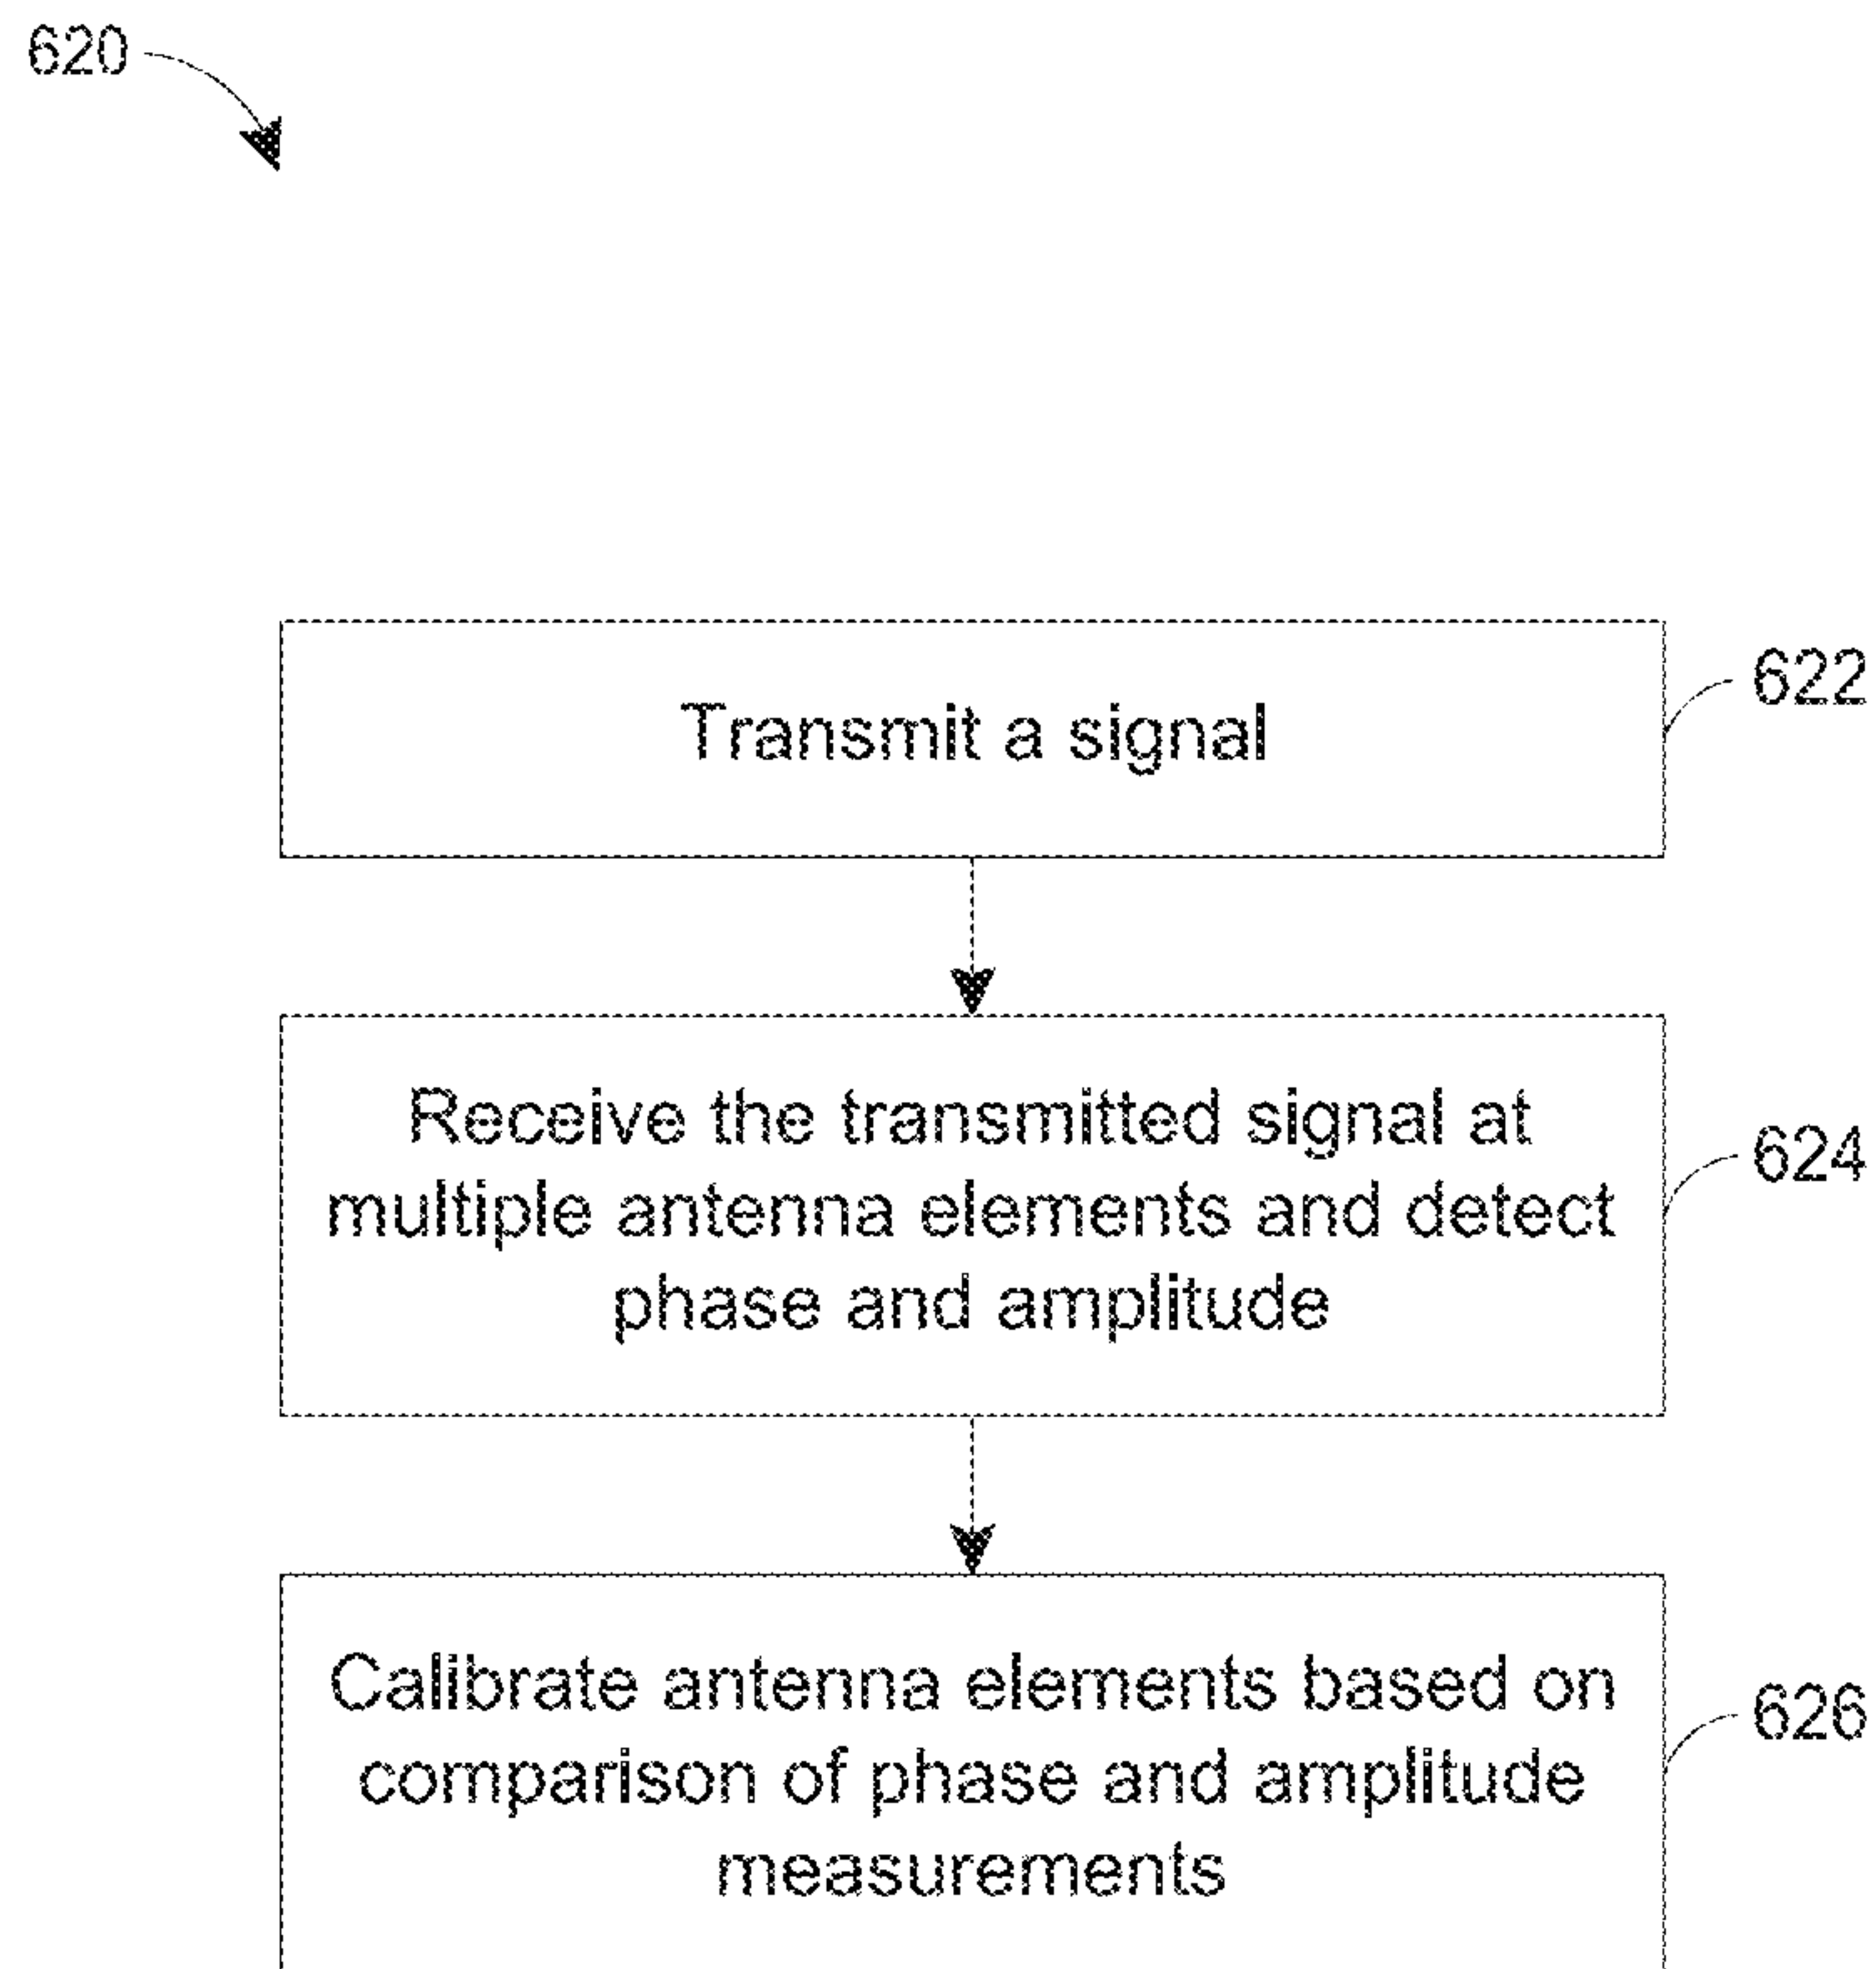 620
Transmit a signal
622
Receive the transmitted signal at
multiple antenna elements and detect
phase and amplitude
624
Calibrate antenna elements based on
comparison of phase and amplitude
measurements
626